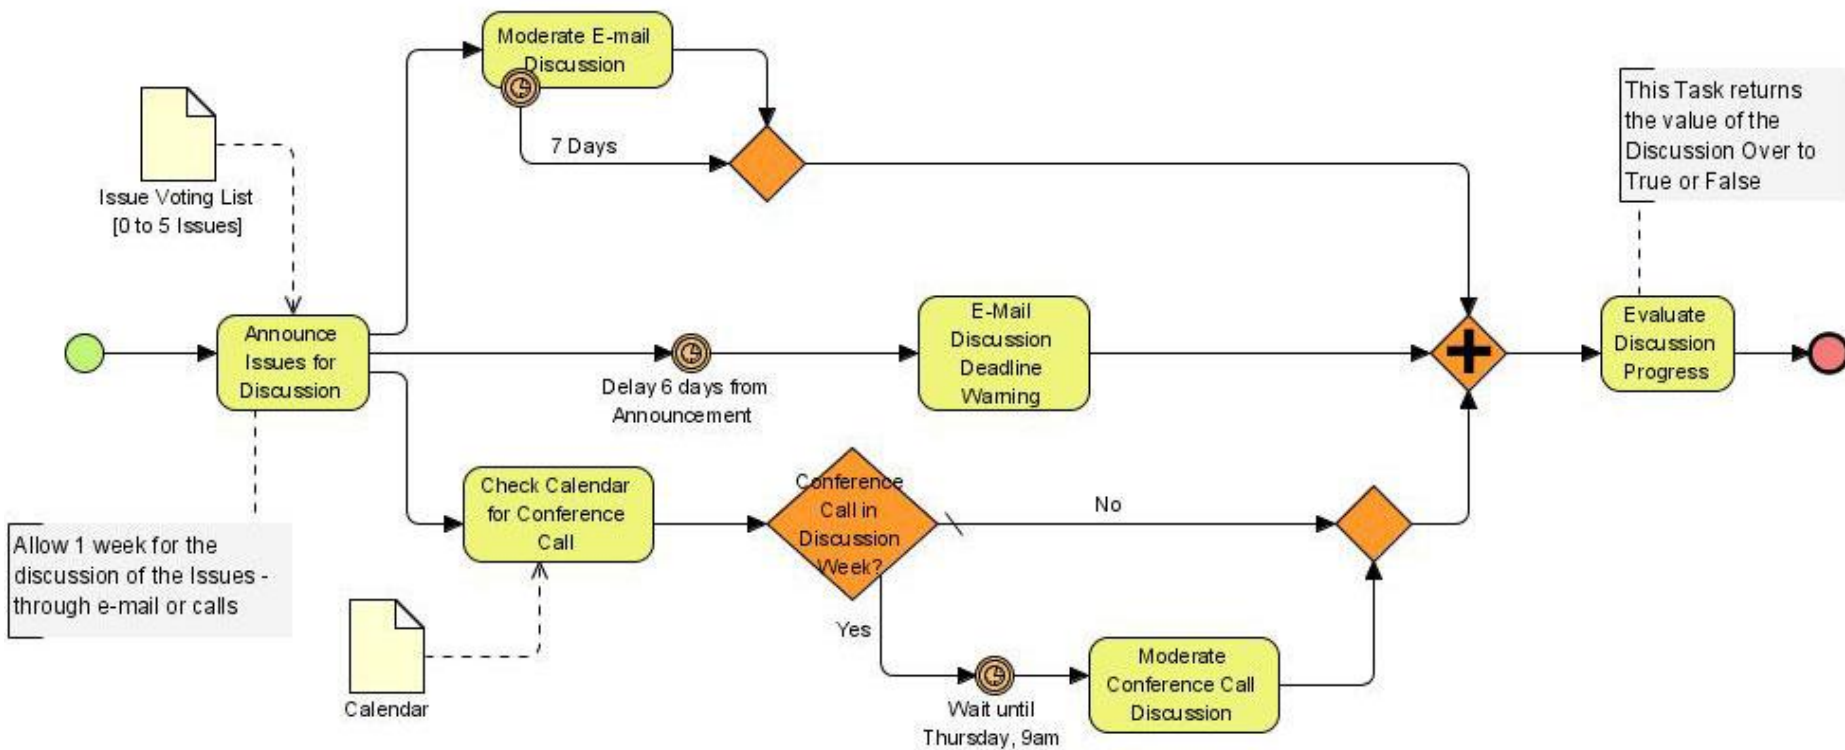 Moderate E-mail
Discussion
7 Days
This Task returns
the value of the
Discussion Over to
True or False
Issue Voting List
[0 to 5 Issues]
Announce
Issues for
Discussion
Delay 6 days from
Announcement
E-Mail
Discussion
Deadline
Warning
Evaluate
Discussion
Progress
Allow 1 week for the
discussion of the Issues -
through e-mail or calls
Check Calendar
for Conference
Call
Conference
Call in
Discussion
Week?
No
Yes
Calendar
Wait until
Thursday, 9am
Moderate
Conference Call
Discussion